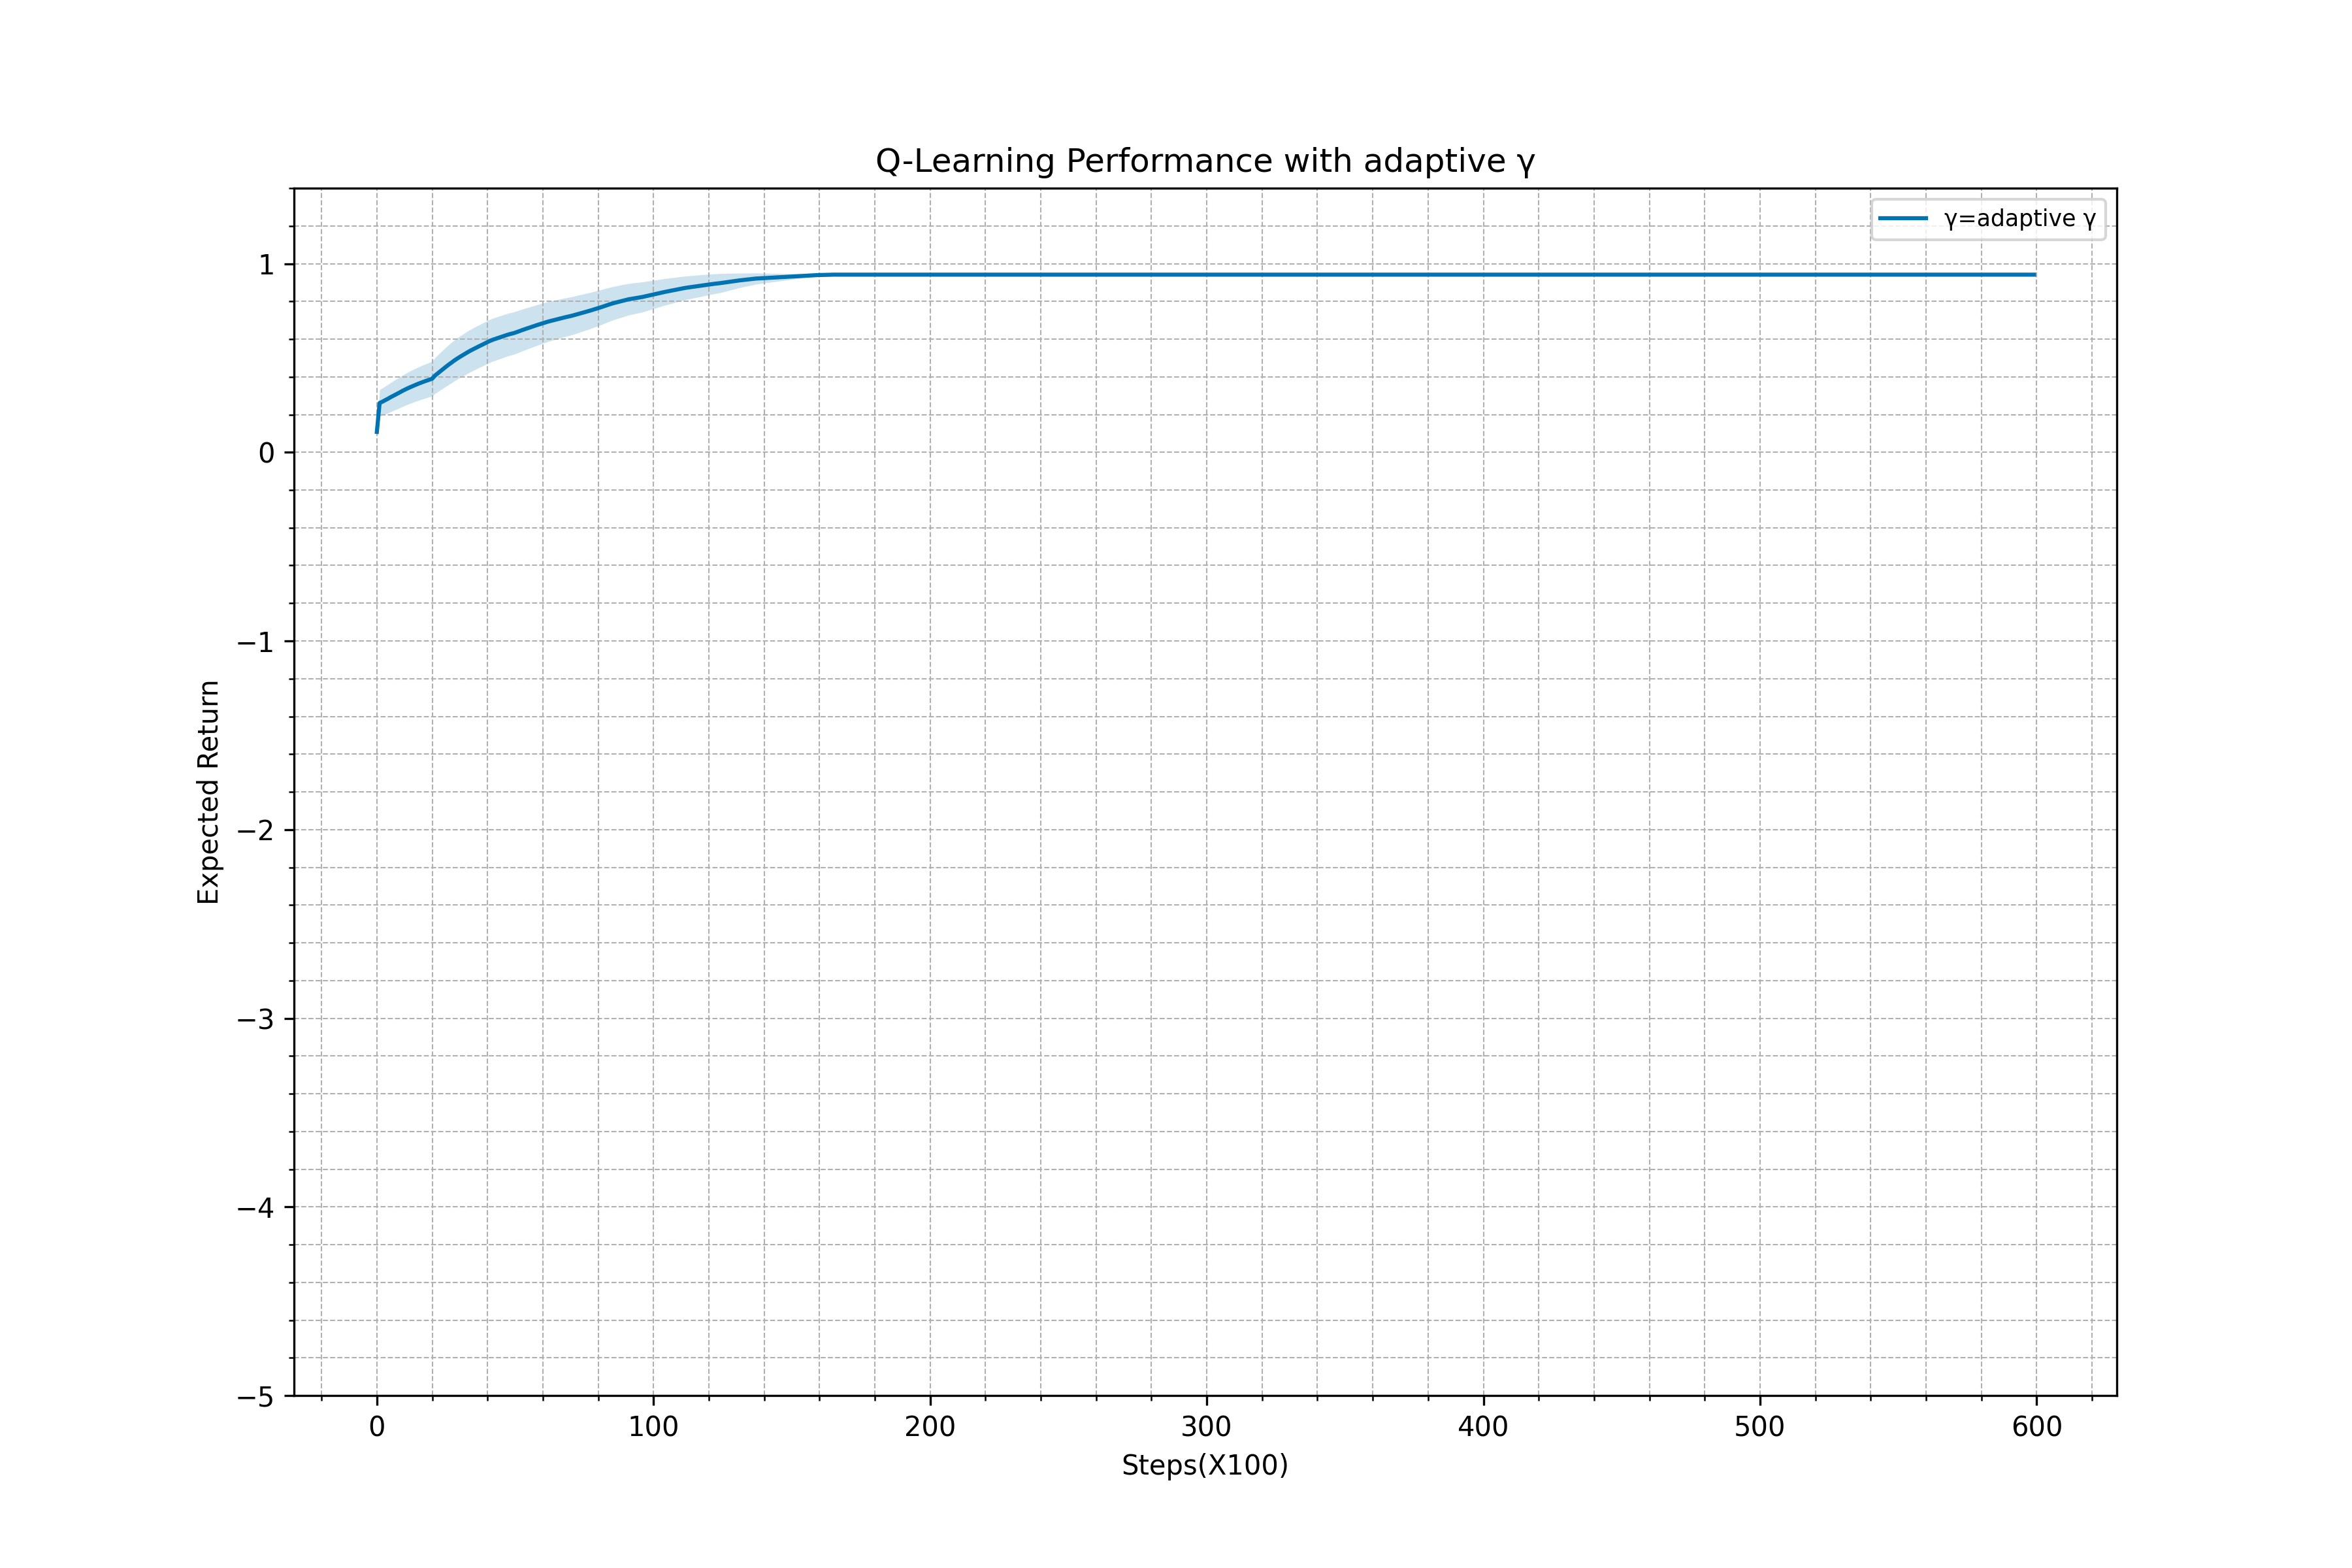 Q-Learning Performance with adaptive γ
γ=adaptive γ
Expected Return
1
0
−1
−2
−3
−4
−5
0 100 200 300 400 500 600
Steps(X100)